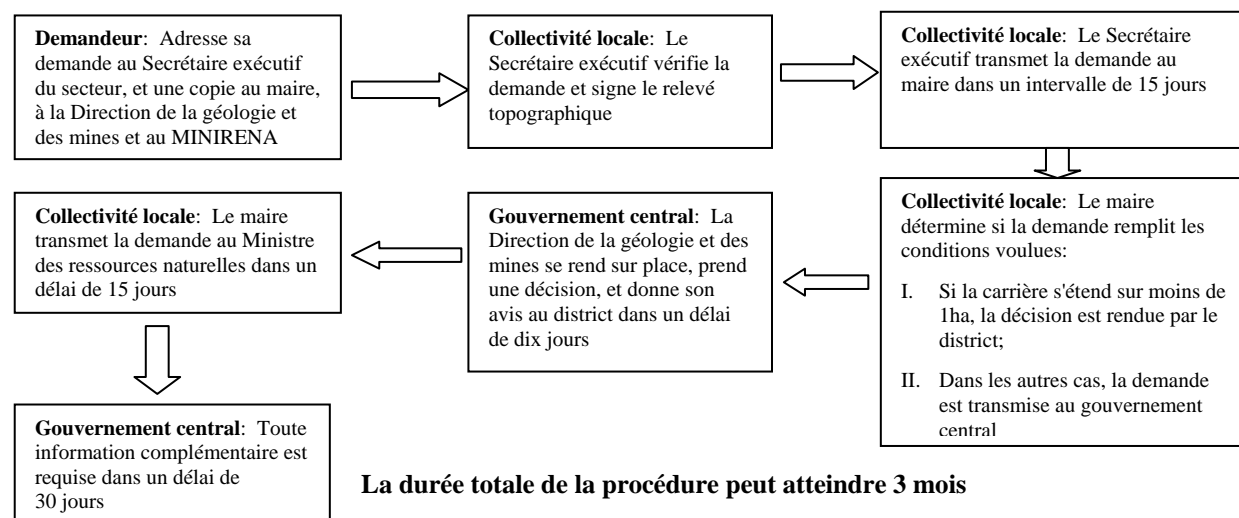 Demandeur: Adresse sa
demande au Secrétaire exécutif
du secteur, et une copie au maire,
à la Direction de la géologie et
des mines et au MINIRENA
Collectivité locale: Le
Secrétaire exécutif vérifie la
demande et signe le relevé
topographique
Collectivité locale: Le Secrétaire
exécutif transmet la demande au
maire dans un intervalle de 15 jours
Collectivité locale: Le maire
détermine si la demande remplit les
conditions voulues:
I. Si la carrière s'étend sur moins de
1ha, la décision est rendue par le
district;
II. Dans les autres cas, la demande
est transmise au gouvernement
central
Gouvernement central: La
Direction de la géologie et des
mines se rend sur place, prend
une décision, et donne son
avis au district dans un délai
de dix jours
Collectivité locale: Le maire
transmet la demande au Ministre
des ressources naturelles dans un
délai de 15 jours
Gouvernement central: Toute
information complémentaire est
requise dans un délai de
30 jours
La durée totale de la procédure peut atteindre 3 mois